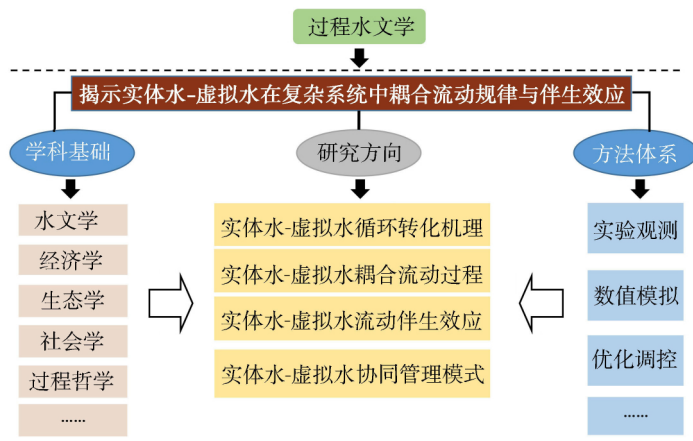 过程水文学
揭示实体水-虚拟水在复杂系统中耦合流动规律与伴生效应
学科基础
研究方向
方法体系
水文学
经济学
生态学
社会学
过程哲学
......
实体水-虚拟水循环转化机理
实体水-虚拟水耦合流动过程
实体水-虚拟水流动伴生效应
实体水-虚拟水协同管理模式
实验观测
数值模拟
优化调控
......